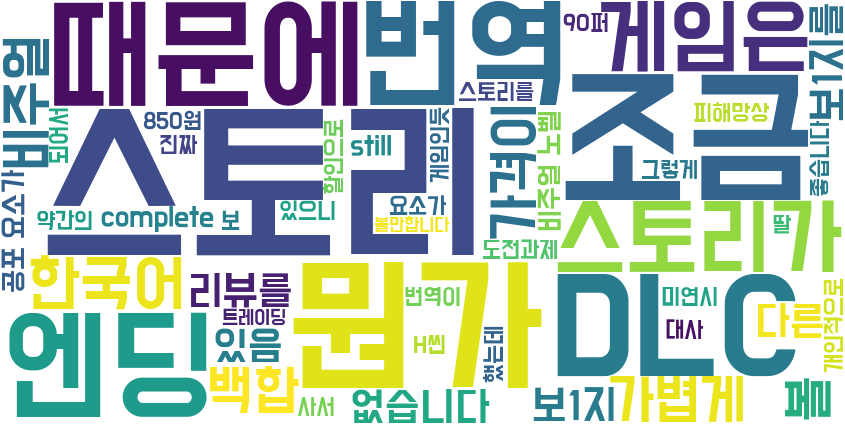 비주얼
때문에
번역
90퍼
게임은
보1지를
850원
진짜
되어서
스토리
할인으로
still
게임인듯
스토리를
가격이
비주얼 노벨
조금
피해망상
그렇게
좋습니다
공포 요소가
약간의
complete 보
있으니
요소가
볼만합니다
도전과제
스토리가
딸
한국어
리뷰를
트레이딩
뭔가
번역이
DLC
미연시
대사
다른
개인적으로
엔딩
있음
H씬
했는데
백합
사서
없습니다
보1지
가볍게
폴